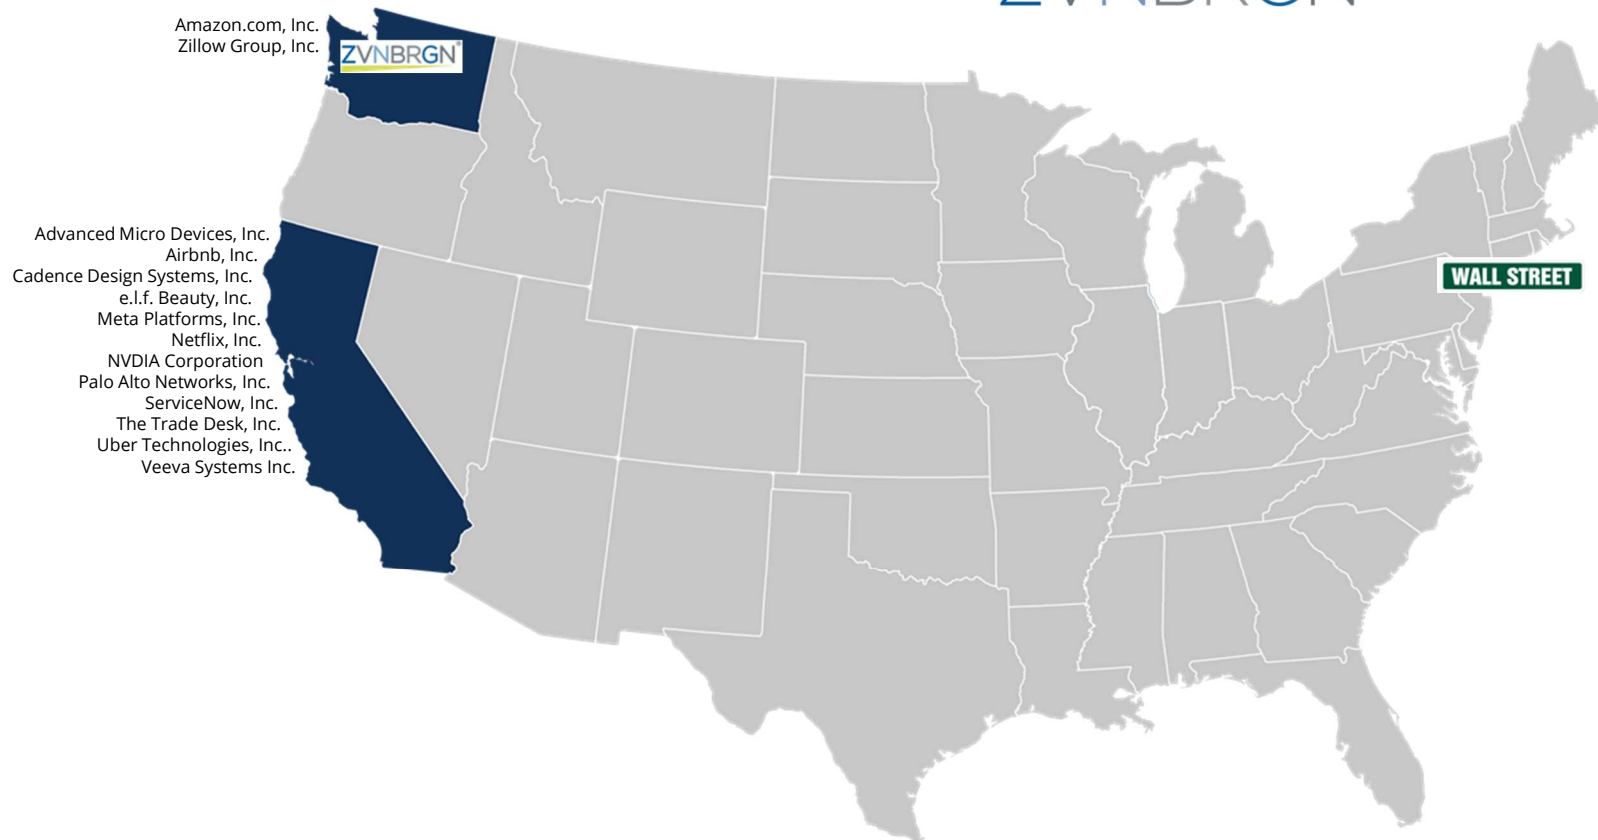 ZVNBRGN
Amazon.com, Inc.
Zillow Group, Inc.
ZVNBRGN®
Advanced Micro Devices, Inc.
Airbnb, Inc.
Cadence Design Systems, Inc.
e.l.f. Beauty, Inc.
Meta Platforms, Inc.
Netflix, Inc.
NVDIA Corporation
Palo Alto Networks, Inc.
ServiceNow, Inc.
The Trade Desk, Inc.
Uber Technologies, Inc..
Veeva Systems Inc.
WALL STREET